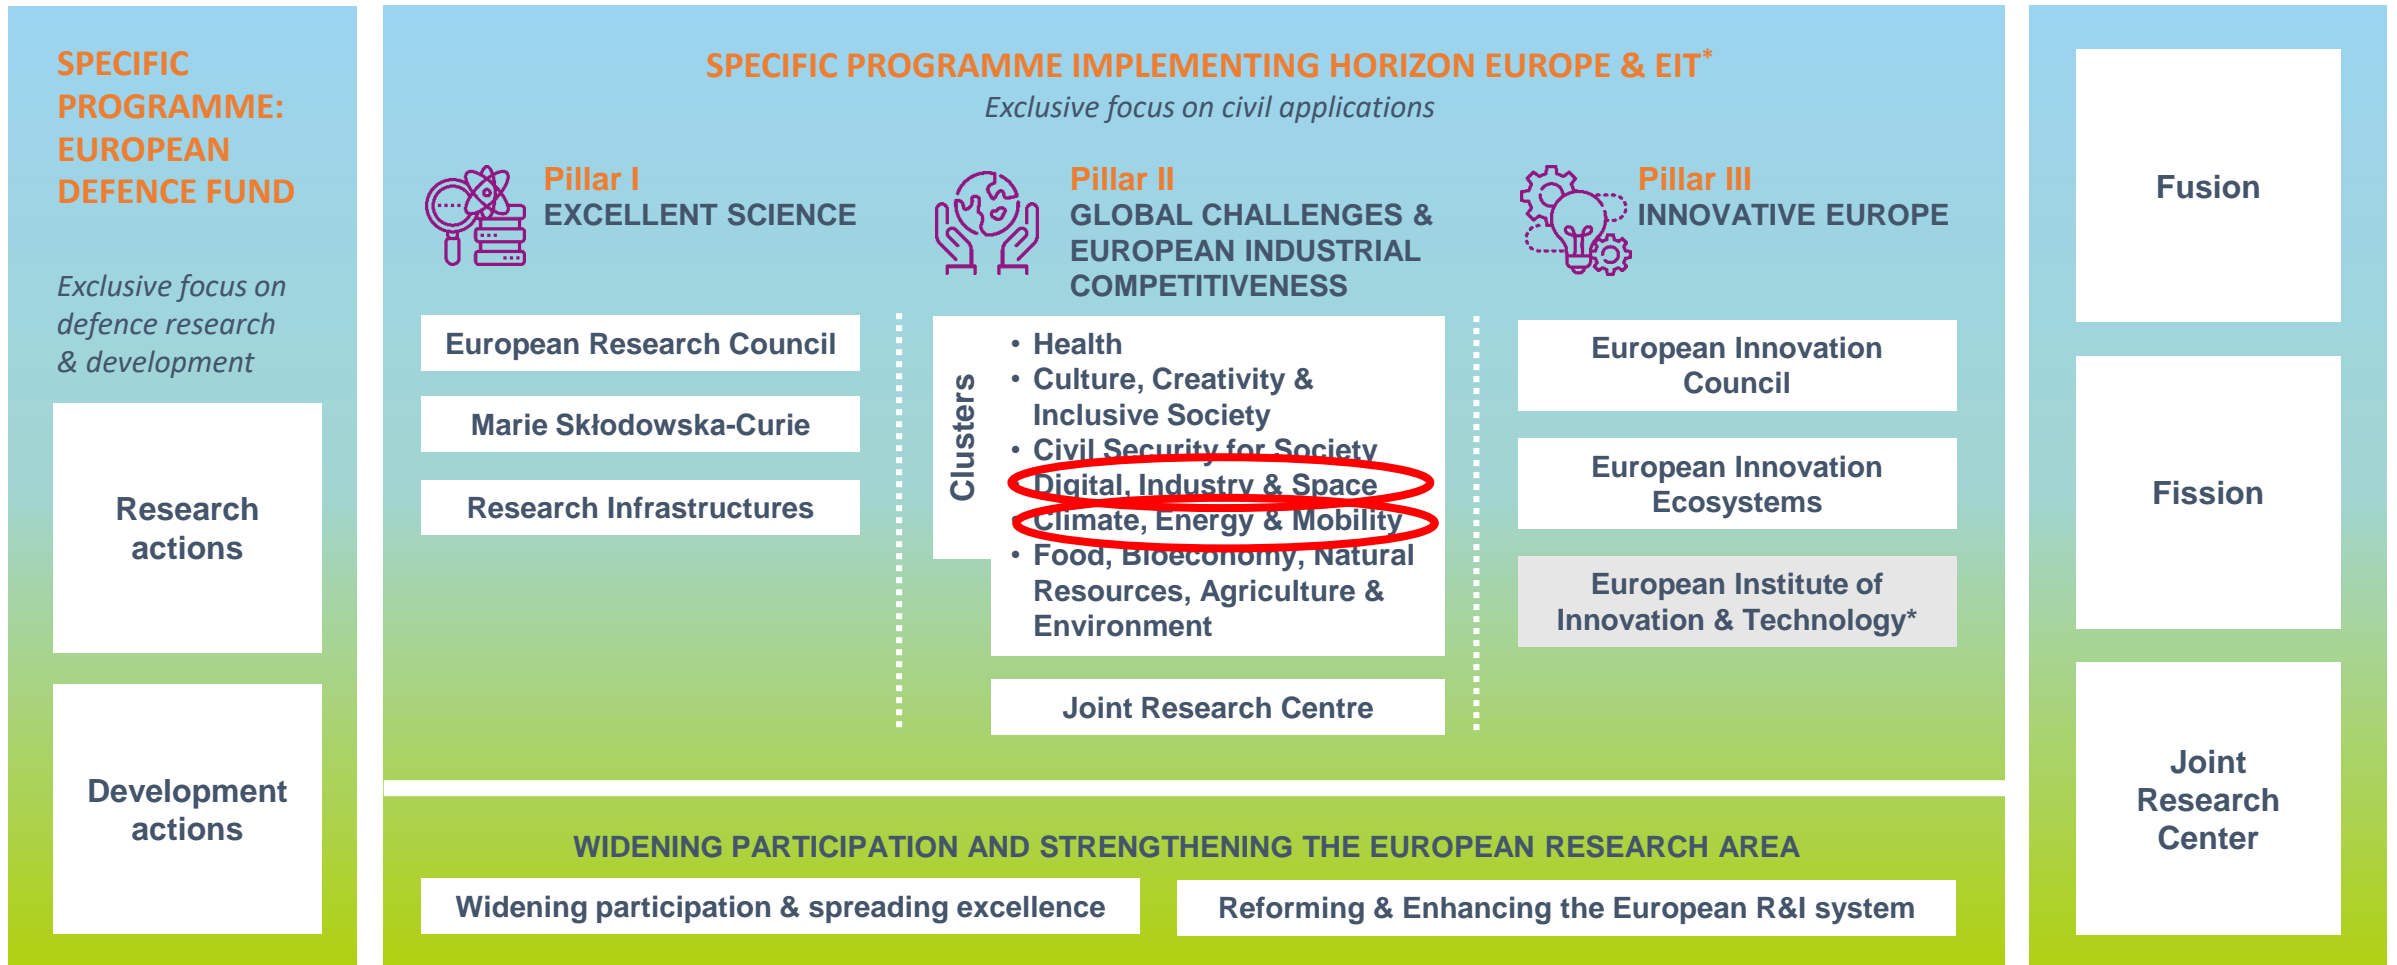 SPECIFIC
PROGRAMME:
EUROPEAN
DEFENCE FUND
Exclusive focus on
defence research
& development
Research
actions
Development
actions
SPECIFIC PROGRAMME IMPLEMENTING HORIZON EUROPE & EIT*
Exclusive focus on civil applications
Pillar I
EXCELLENT SCIENCE
European Research Council
Marie Skłodowska-Curie
Research Infrastructures
Pillar II
GLOBAL CHALLENGES &
EUROPEAN INDUSTRIAL
COMPETITIVENESS
Clusters
• Health
• Culture, Creativity &
Inclusive Society
• Civil Security for Society
Digital, Industry & Space
Climate, Energy & Mobility
• Food, Bioeconomy, Natural
Resources, Agriculture &
Environment
Joint Research Centre
Pillar III
INNOVATIVE EUROPE
European Innovation
Council
European Innovation
Ecosystems
European Institute of
Innovation & Technology*
WIDENING PARTICIPATION AND STRENGTHENING THE EUROPEAN RESEARCH AREA
Widening participation & spreading excellence
Reforming & Enhancing the European R&I system
Fusion
Fission
Joint
Research
Center